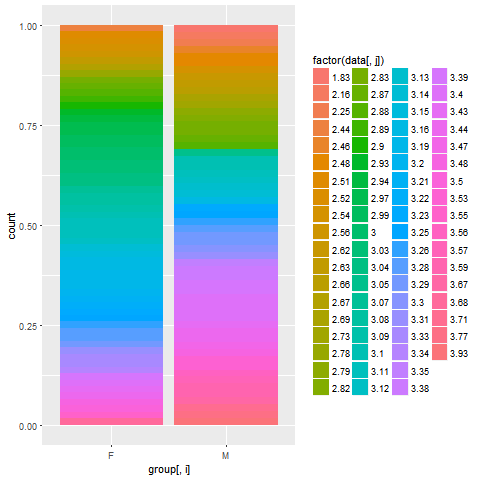 1.00
0.75
0.50
0.25
0.00
count
F M
group[, i]
factor(data[, j])
1.83 2.83 3.13 3.39
2.16 2.87 3.14 3.4
2.25 2.88 3.15 3.43
2.44 2.89 3.16 3.44
2.46 2.9 3.19 3.47
2.48 2.93 3.2 3.48
2.51 2.94 3.21 3.5
2.52 2.97 3.22 3.53
2.54 2.99 3.23 3.55
2.56 3 3.25 3.56
2.62 3.03 3.26 3.57
2.63 3.04 3.28 3.59
2.66 3.05 3.29 3.67
2.67 3.07 3.3 3.68
2.69 3.08 3.31 3.71
2.73 3.09 3.33 3.77
2.78 3.1 3.34 3.93
2.79 3.11 3.35
2.82 3.12 3.38